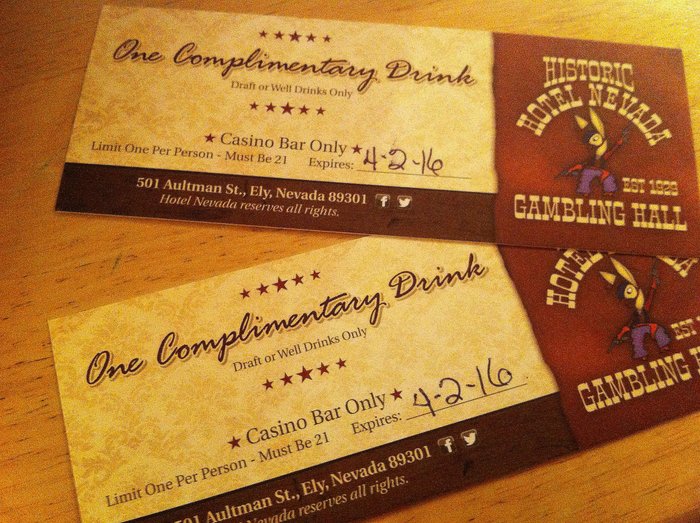 One Complimentary Drink
Draft or Well Drinks Only
Casino Bar Only
Limit One Per Person - Must Be 21 Expires: 4-2-16
501 Aultman St., Ely, Nevada 89301
Hotel Nevada reserves all rights.
HISTORIC
HOTEL NEVADA
EST 1929
GAMBLING HALL
One Complimentary Drink
Draft or Well Drinks Only
Casino Bar Only
Limit One Per Person - Must Be 21 Expires: 4-2-16
501 Aultman St., Ely, Nevada 89301
Nevada reserves all rights.
HOTEL
EST
GAMBLING